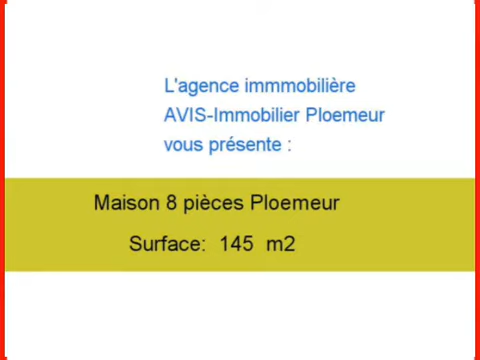 L'agence immmobilière
AVIS-Immobilier Ploemeur
vous présente :
Maison 8 pièces Ploemeur
Surface: 145 m2